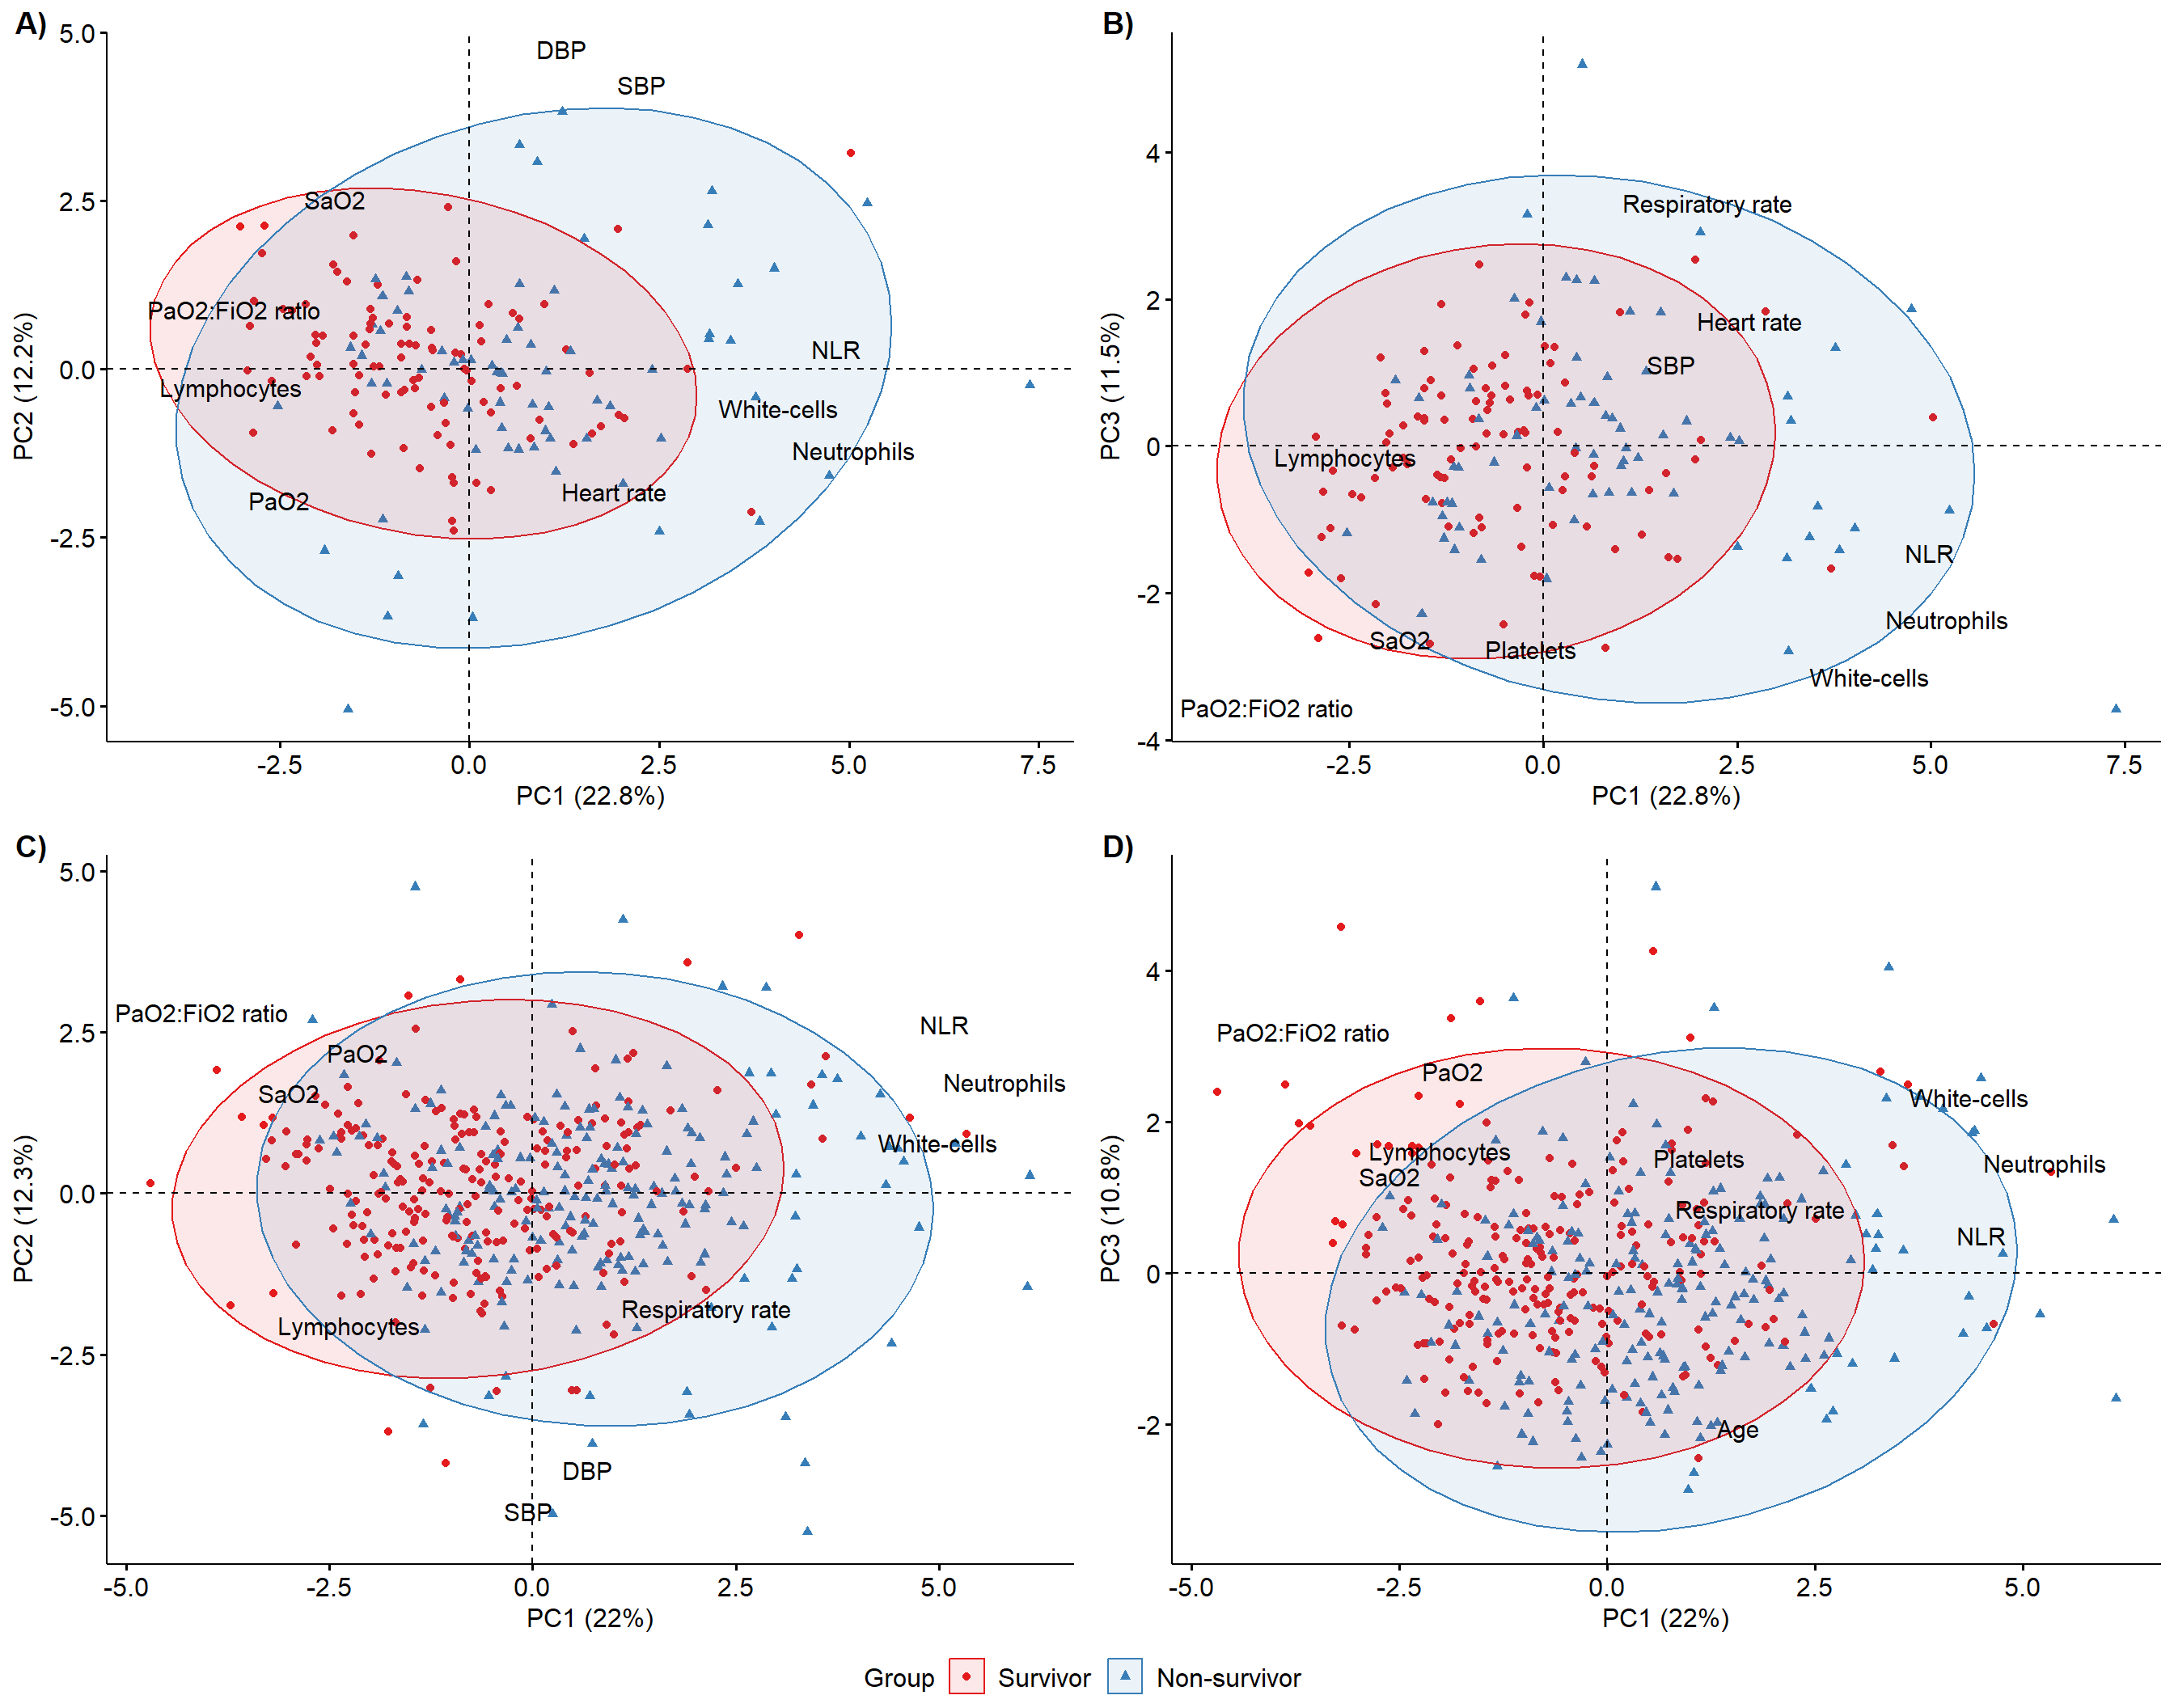 A)
5.0
2.5
0.0
-2.5
-5.0
PC2 (12.2%)
DBP
SBP
SaO2
PaO2:FiO2 ratio
NLR
Lymphocytes
White-cells
Neutrophils
PaO2
Heart rate
-2.5
0.0
2.5
5.0
7.5
PC1 (22.8%)
B)
4
2
0
-2
-4
PC3 (11.5%)
Respiratory rate
Heart rate
SBP
Lymphocytes
NLR
Neutrophils
SaO2
Platelets
White-cells
PaO2:FiO2 ratio
-2.5
0.0
2.5
5.0
7.5
PC1 (22.8%)
C)
5.0
2.5
0.0
-2.5
-5.0
PC2 (12.3%)
PaO2:FiO2 ratio
NLR
PaO2
Neutrophils
SaO2
White-cells
Respiratory rate
Lymphocytes
DBP
SBP
-5.0
-2.5
0.0
2.5
5.0
PC1 (22%)
D)
4
2
0
-2
PC3 (10.8%)
PaO2:FiO2 ratio
PaO2
White-cells
Lymphocytes
Platelets
Neutrophils
SaO2
Respiratory rate
NLR
Age
-5.0
-2.5
0.0
2.5
5.0
PC1 (22%)
Group
Survivor
Non-survivor